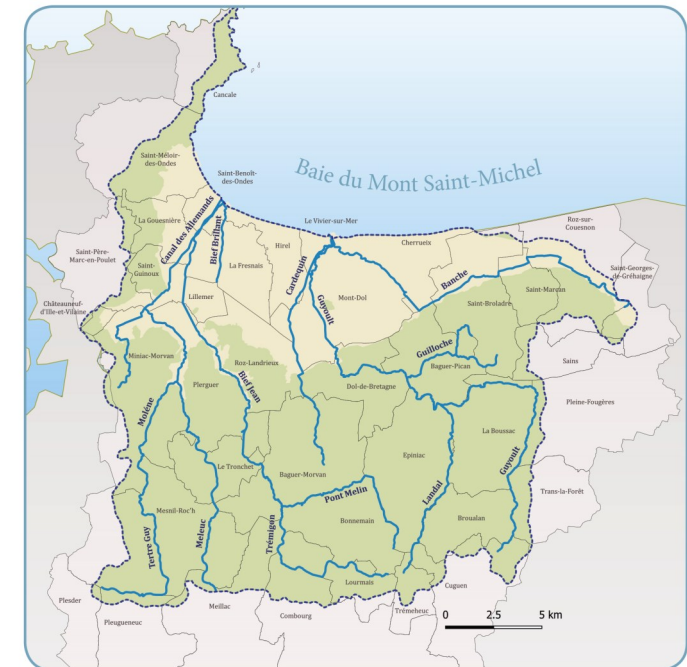 Cancale
Saint-Méloir-
des-Ondes
Saint-Benoît-
des-Ondes
Baie du Mont Saint-Michel
La Gouesnière
Canal des Allemands
Bief Brillant
Le Vivier-sur-Mer
Cherrueix
Roz-sur-
Couesnon
Saint-Père-
Marc-en-Poulet
Saint-
Guinoux
La Fresnais
Hirel
Cardequin
Guyoult
Mont-Dol
Banche
Saint-Georges-
de-Gréhaigne
Châteauneuf-
d'Ille-et-Vilaine
Lillemer
Saint-Broladre
Saint-Marcan
Miniac-Morvan
Roz-Landrieux
Guilloche
Baguer-Pican
Sains
Plerguer
Bief Jean
Dol-de-Bretagne
Pleine-Fougères
Molène
La Boussac
Guyoult
Le Tronchet
Baguer-Morvan
Epiniac
Trans-la-Forêt
Mesnil-Roc'h
Pont Melin
Landal
Bonnemain
Broualan
Tertre Guy
Meleuc
Trémigon
Lourmais
Cuguen
Plesder
Pleugueneuc
Meillac
Combourg
Trémeheuc
0 2.5 5 km